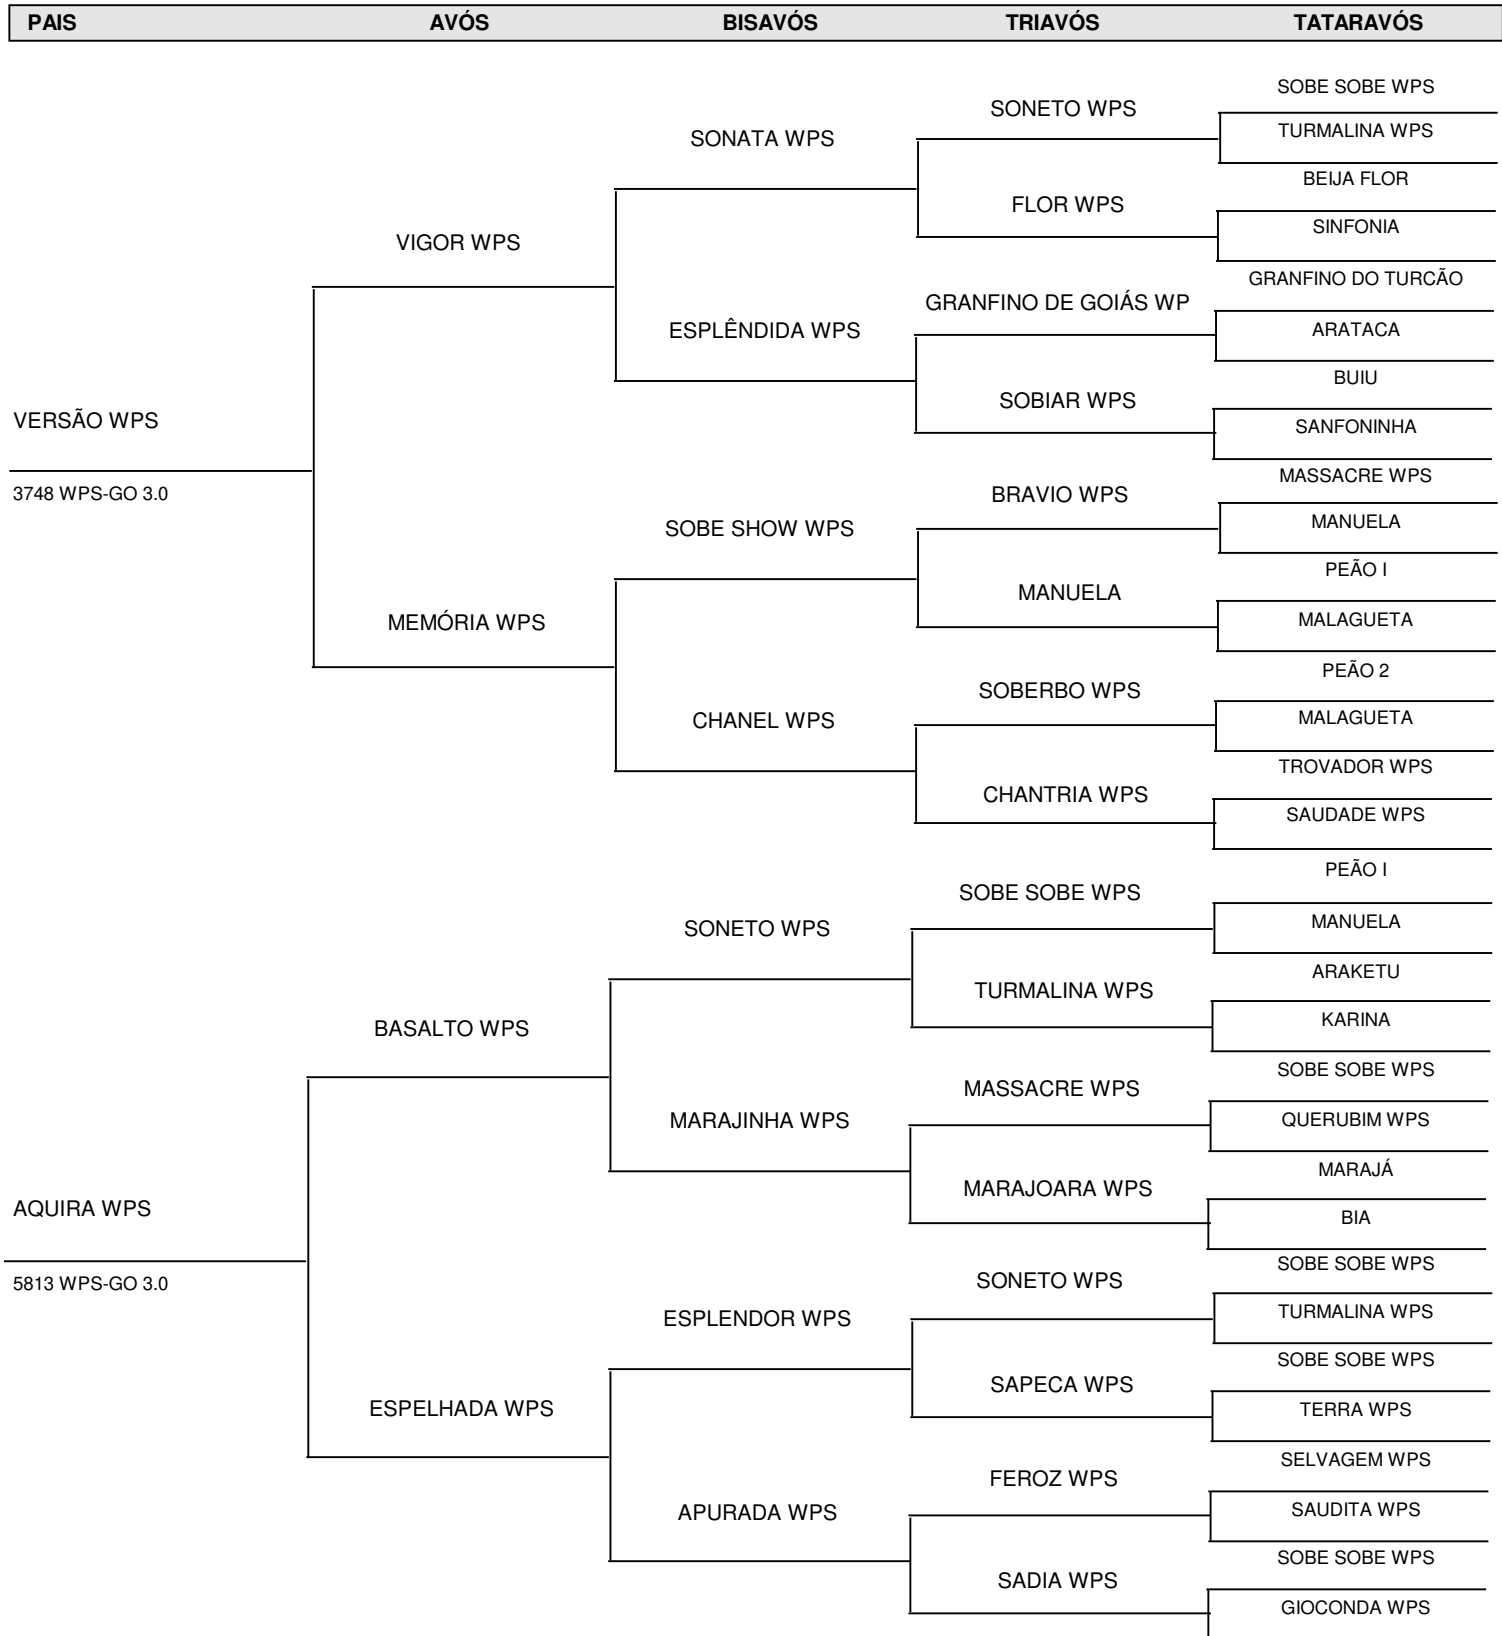 PAIS AVÓS BISAVÓS TRIAVÓS TATARAVÓS
SOBE SOBE WPS
SONETO WPS
TURMALINA WPS
SONATA WPS
BEIJA FLOR
FLOR WPS
SINFONIA
VIGOR WPS
GRANFINO DO TURCÃO
GRANFINO DE GOIÁS WP
ESPLÊNDIDA WPS
ARATACA
BUIU
SOBIAR WPS
VERSÃO WPS
SANFONINHA
MASSACRE WPS
3748 WPS-GO 3.0
BRAVIO WPS
MANUELA
SOBE SHOW WPS
PEÃO I
MANUELA
MALAGUETA
MEMÓRIA WPS
PEÃO 2
SOBERBO WPS
MALAGUETA
CHANEL WPS
TROVADOR WPS
CHANTRIA WPS
SAUDADE WPS
PEÃO I
SOBE SOBE WPS
MANUELA
SONETO WPS
ARAKETU
TURMALINA WPS
KARINA
BASALTO WPS
SOBE SOBE WPS
MASSACRE WPS
QUERUBIM WPS
MARAJINHA WPS
MARAJÁ
MARAJOARA WPS
AQUIRA WPS
BIA
SOBE SOBE WPS
5813 WPS-GO 3.0
SONETO WPS
TURMALINA WPS
ESPLENDOR WPS
SOBE SOBE WPS
SAPECA WPS
ESPELHADA WPS
TERRA WPS
SELVAGEM WPS
FEROZ WPS
SAUDITA WPS
APURADA WPS
SOBE SOBE WPS
SADIA WPS
GIOCONDA WPS